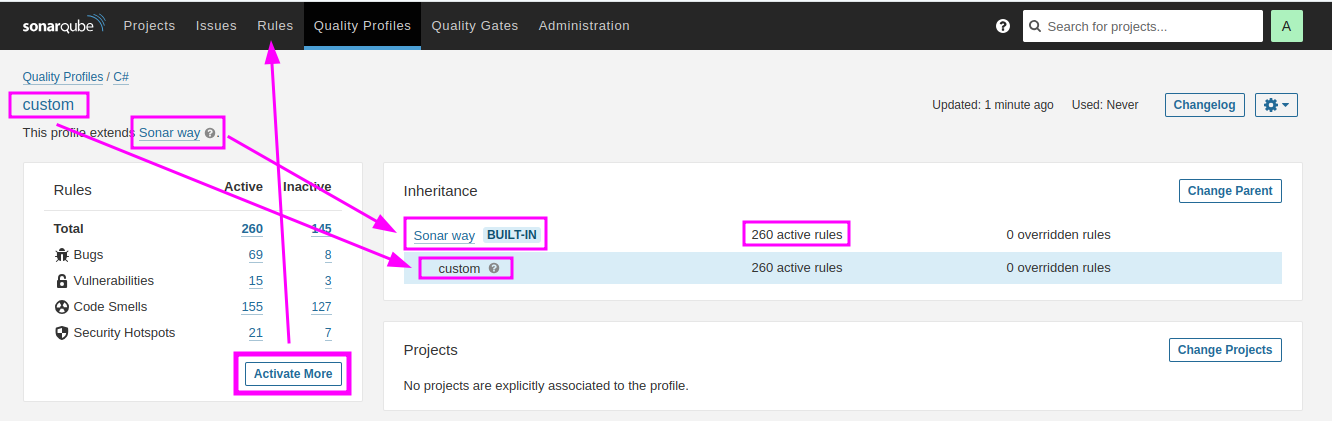 sonarqube Projects Issues Rules Quality Profiles Quality Gates Administration ? Search for projects... A
Quality Profiles / C#
custom
Updated: 1 minute ago Used: Never Changelog
This profile extends Sonar way ? .
Rules Active Inactive
Total 260 145
Bugs 69 8
Vulnerabilities 15 3
Code Smells 155 127
Security Hotspots 21 7
Activate More
Inheritance Change Parent
Sonar way BUILT-IN 260 active rules 0 overridden rules
custom ? 260 active rules 0 overridden rules
Projects Change Projects
No projects are explicitly associated to the profile.